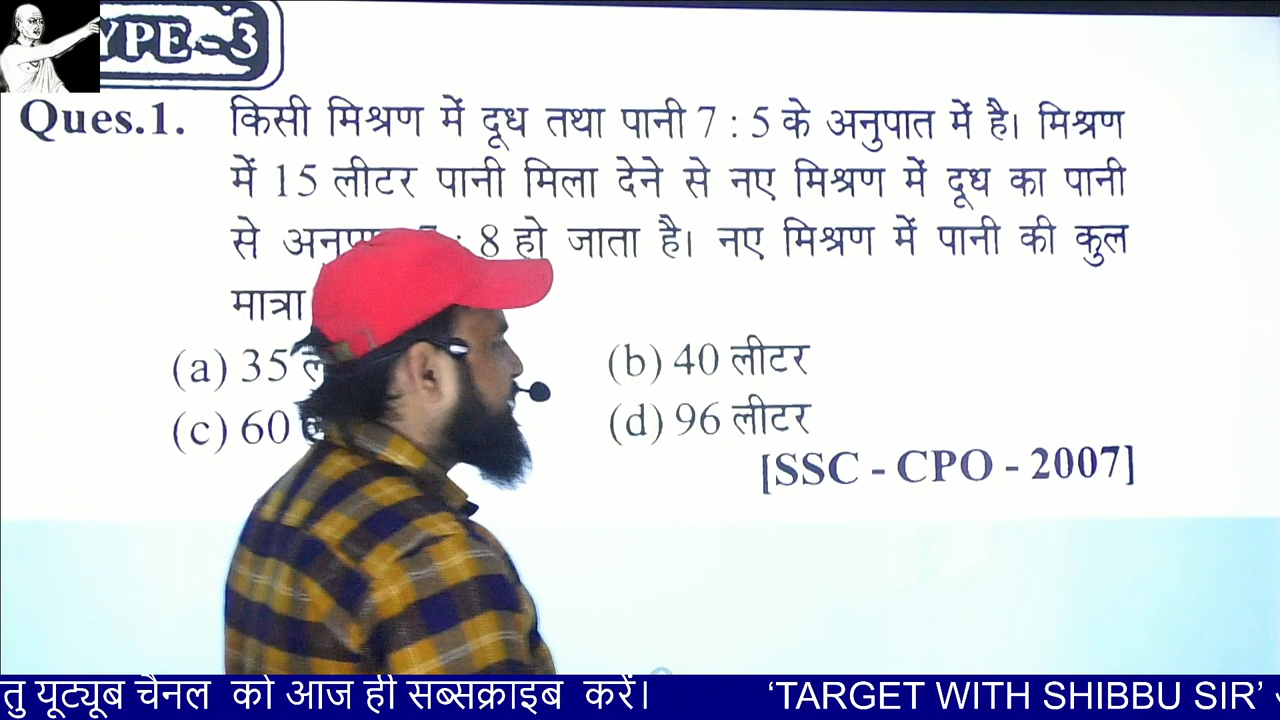 YPE-3
Ques.1. किसी मिश्रण में दूध तथा पानी 7 : 5 के अनुपात में है। मिश्रण
में 15 लीटर पानी मिला देने से नए मिश्रण में दूध का पानी
से : 8 हो जाता है। नए मिश्रण में पानी की कुल
मात्रा
(a) 35 (b) 40 लीटर
(c) 60 (d) 96 लीटर
[SSC - CPO - 2007]
तु यूट्यूब चैनल को आज ही सब्सक्राइब करें। ‘TARGET WITH SHIBBU SIR’